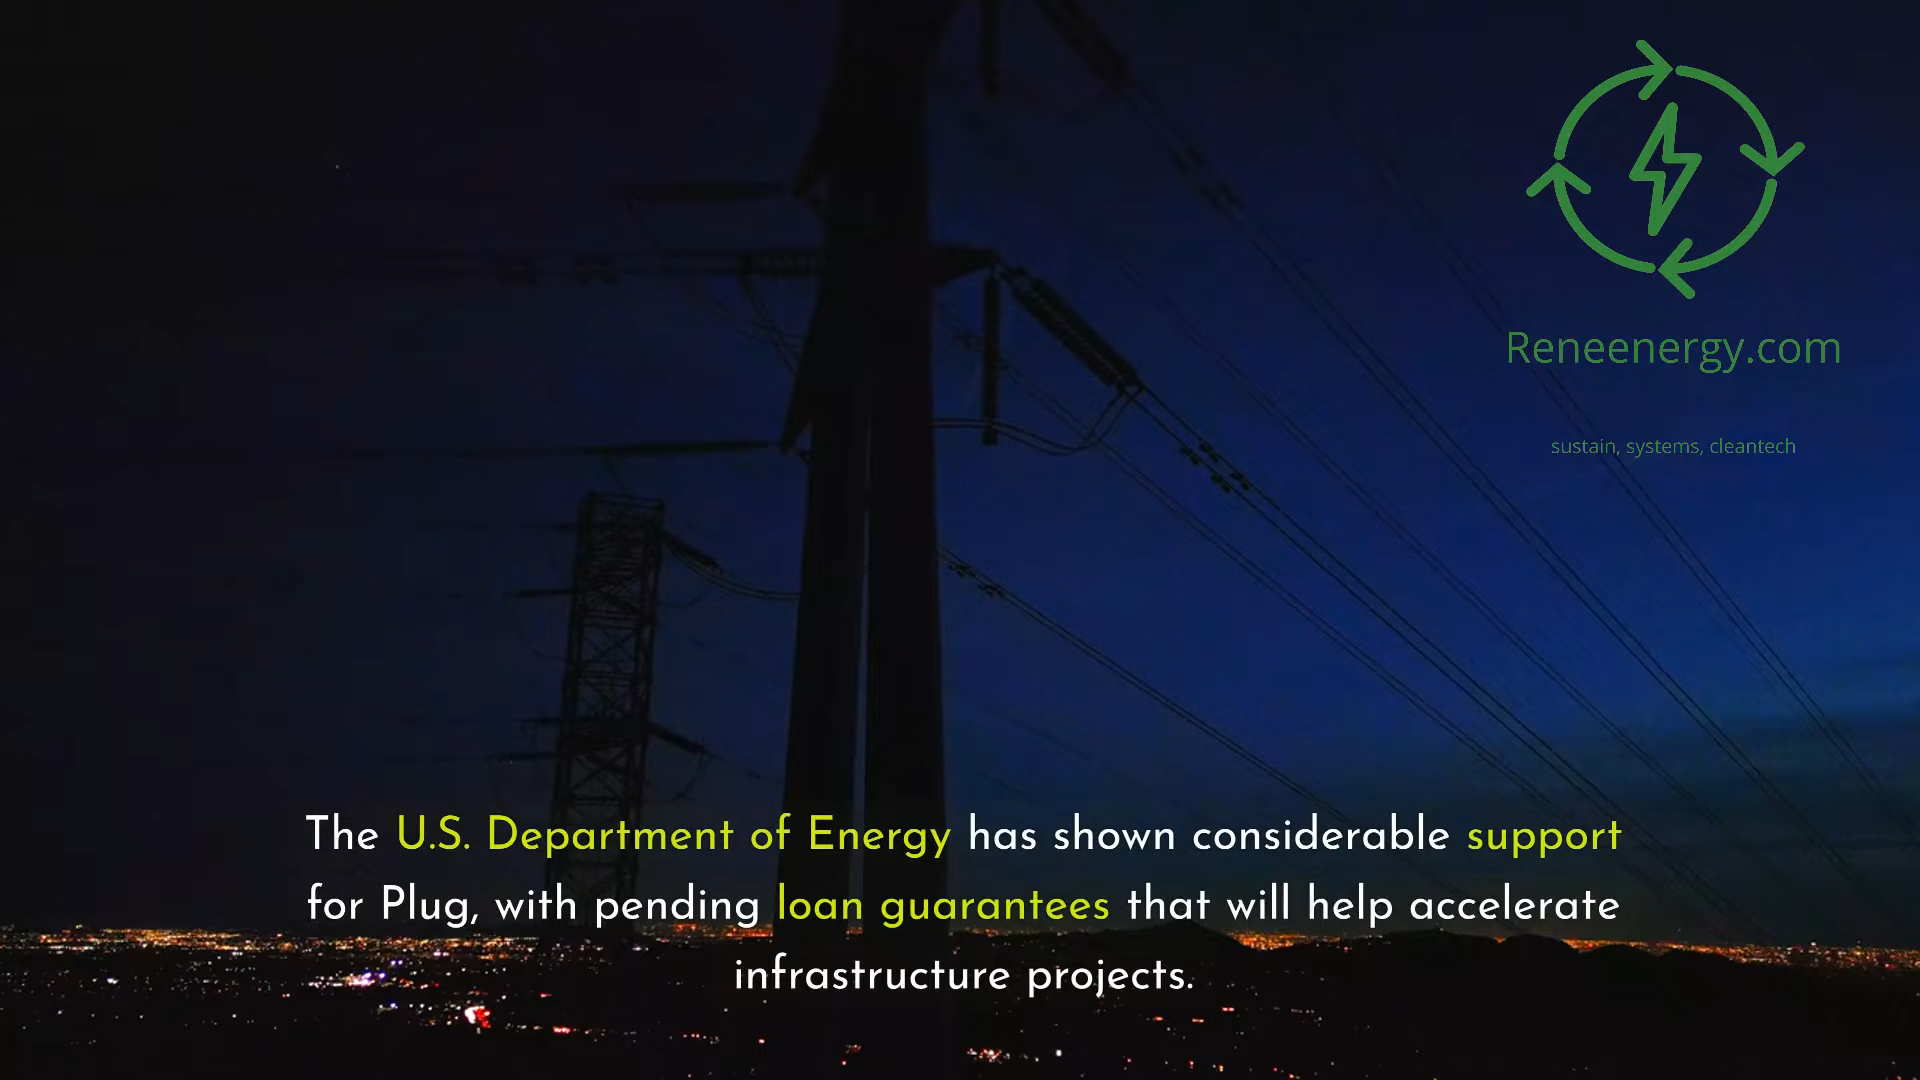 Reneenergy.com
sustain, systems, cleantech
The U.S. Department of Energy has shown considerable support
for Plug, with pending loan guarantees that will help accelerate
infrastructure projects.